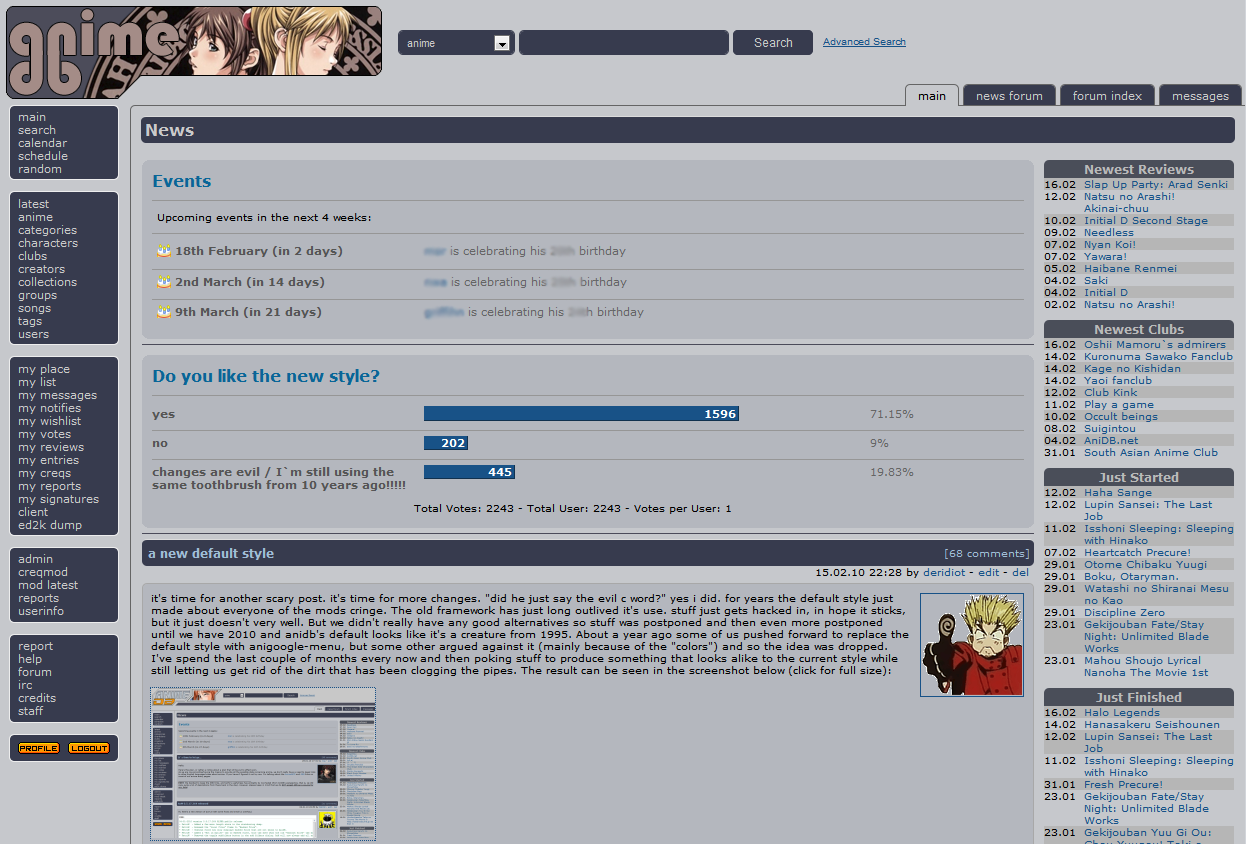 anime
db
anime
Search
Advanced Search
main
news forum
forum index
messages
main
search
calendar
schedule
random
latest
anime
categories
characters
clubs
creators
collections
groups
songs
tags
users
my place
my list
my messages
my notifies
my wishlist
my votes
my reviews
my entries
my creqs
my reports
my signatures
client
ed2k dump
admin
creqmod
mod latest
reports
userinfo
report
help
forum
irc
credits
staff
PROFILE LOGOUT
News
Events
Upcoming events in the next 4 weeks:
18th February (in 2 days) is celebrating his birthday
2nd March (in 14 days) is celebrating his birthday
9th March (in 21 days) is celebrating his birthday
Do you like the new style?
yes 1596 71.15%
no 202 9%
changes are evil / I`m still using the
same toothbrush from 10 years ago!!!!! 445 19.83%
Total Votes: 2243 - Total User: 2243 - Votes per User: 1
a new default style [68 comments]
15.02.10 22:28 by deridiot - edit - del
it's time for another scary post. it's time for more changes. "did he just say the evil c word?" yes i did. for years the default style just
made about everyone of the mods cringe. The old framework has just long outlived it's use. stuff just gets hacked in, in hope it sticks,
but it just doesn't very well. But we didn't really have any good alternatives so stuff was postponed and then even more postponed
until we have 2010 and anidb's default looks like it's a creature from 1995. About a year ago some of us pushed forward to replace the
default style with anigoogle-menu, but some other argued against it (mainly because of the "colors") and so the idea was dropped.
I've spend the last couple of months every now and then poking stuff to produce something that looks alike to the current style while
still letting us get rid of the dirt that has been clogging the pipes. The result can be seen in the screenshot below (click for full size):
Newest Reviews
16.02 Slap Up Party: Arad Senki
12.02 Natsu no Arashi!
Akinai-chuu
10.02 Initial D Second Stage
09.02 Needless
07.02 Nyan Koi!
07.02 Yawara!
05.02 Haibane Renmei
04.02 Saki
04.02 Initial D
02.02 Natsu no Arashi!
Newest Clubs
16.02 Oshii Mamoru`s admirers
14.02 Kuronuma Sawako Fanclub
14.02 Kage no Kishidan
14.02 Yaoi fanclub
12.02 Club Kink
11.02 Play a game
10.02 Occult beings
08.02 Suigintou
04.02 AniDB.net
31.01 South Asian Anime Club
Just Started
12.02 Haha Sange
12.02 Lupin Sansei: The Last
Job
11.02 Isshoni Sleeping: Sleeping
with Hinako
07.02 Heartcatch Precure!
29.01 Otome Chibaku Yuugi
29.01 Boku, Otaryman.
29.01 Watashi no Shiranai Mesu
no Kao
29.01 Discipline Zero
23.01 Gekijouban Fate/Stay
Night: Unlimited Blade
Works
23.01 Mahou Shoujo Lyrical
Nanoha The Movie 1st
Just Finished
16.02 Halo Legends
14.02 Hanasakeru Seishounen
12.02 Lupin Sansei: The Last
Job
11.02 Isshoni Sleeping: Sleeping
with Hinako
31.01 Fresh Precure!
23.01 Gekijouban Fate/Stay
Night: Unlimited Blade
Works
23.01 Gekijouban Yuu Gi Ou: